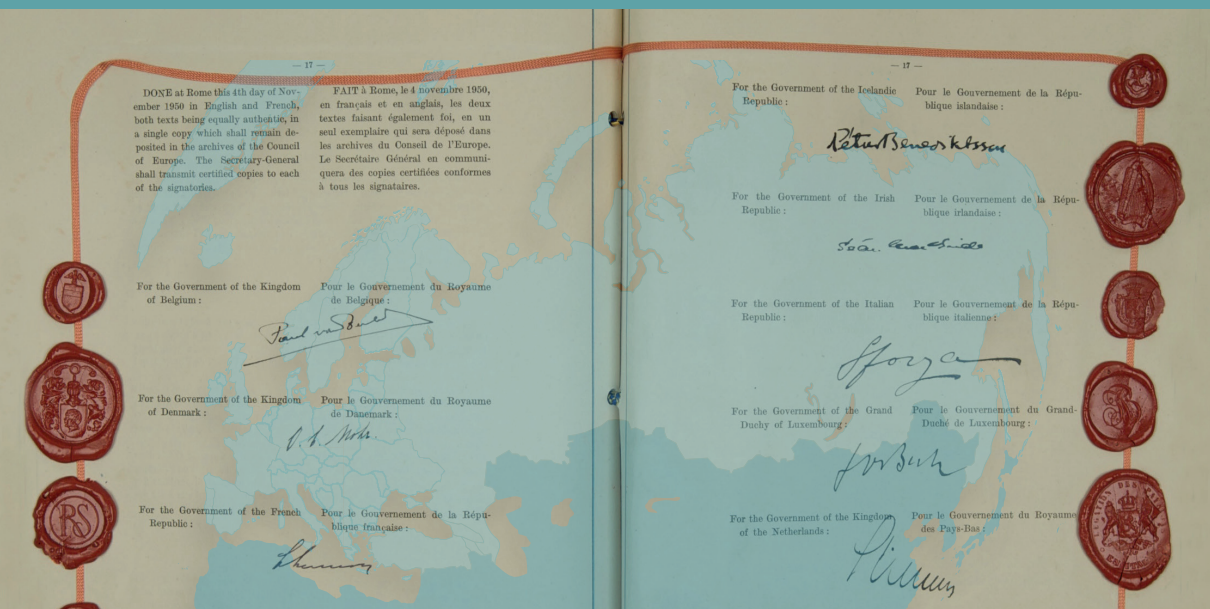 — 17 —
DONE at Rome this 4th day of Nov-
ember 1950 in English and French,
both texts being equally authentic, in
a single copy which shall remain de-
posited in the archives of the Council
of Europe. The Secretary-General
shall transmit certified copies to each
of the signatories.
FAIT à Rome, le 4 novembre 1950,
en français et en anglais, les deux
textes faisant également foi, en un
seul exemplaire qui sera déposé dans
les archives du Conseil de l'Europe.
Le Secrétaire Général en communi-
quera des copies certifiées conformes
à tous les signataires.
For the Government of the Kingdom
of Belgium :
Pour le Gouvernement du Royaume
de Belgique :
For the Government of the Kingdom
of Denmark :
Pour le Gouvernement du Royaume
de Danemark :
O. C. Mohr.
For the Government of the French
Republic :
Pour le Gouvernement de la Répu-
blique française :
RS
— 17 —
For the Government of the Icelandic
Republic :
Pour le Gouvernement de la Répu-
blique islandaise :
Pétur Benediktsson
For the Government of the Irish
Republic :
Pour le Gouvernement de la Répu-
blique irlandaise :
Seán
For the Government of the Italian
Republic :
Pour le Gouvernement de la Répu-
blique italienne :
Sforza
For the Government of the Grand
Duchy of Luxembourg :
Pour le Gouvernement du Grand-
Duché de Luxembourg :
Jos Bech
For the Government of the Kingdom
of the Netherlands :
Pour le Gouvernement du Royaume
des Pays-Bas :